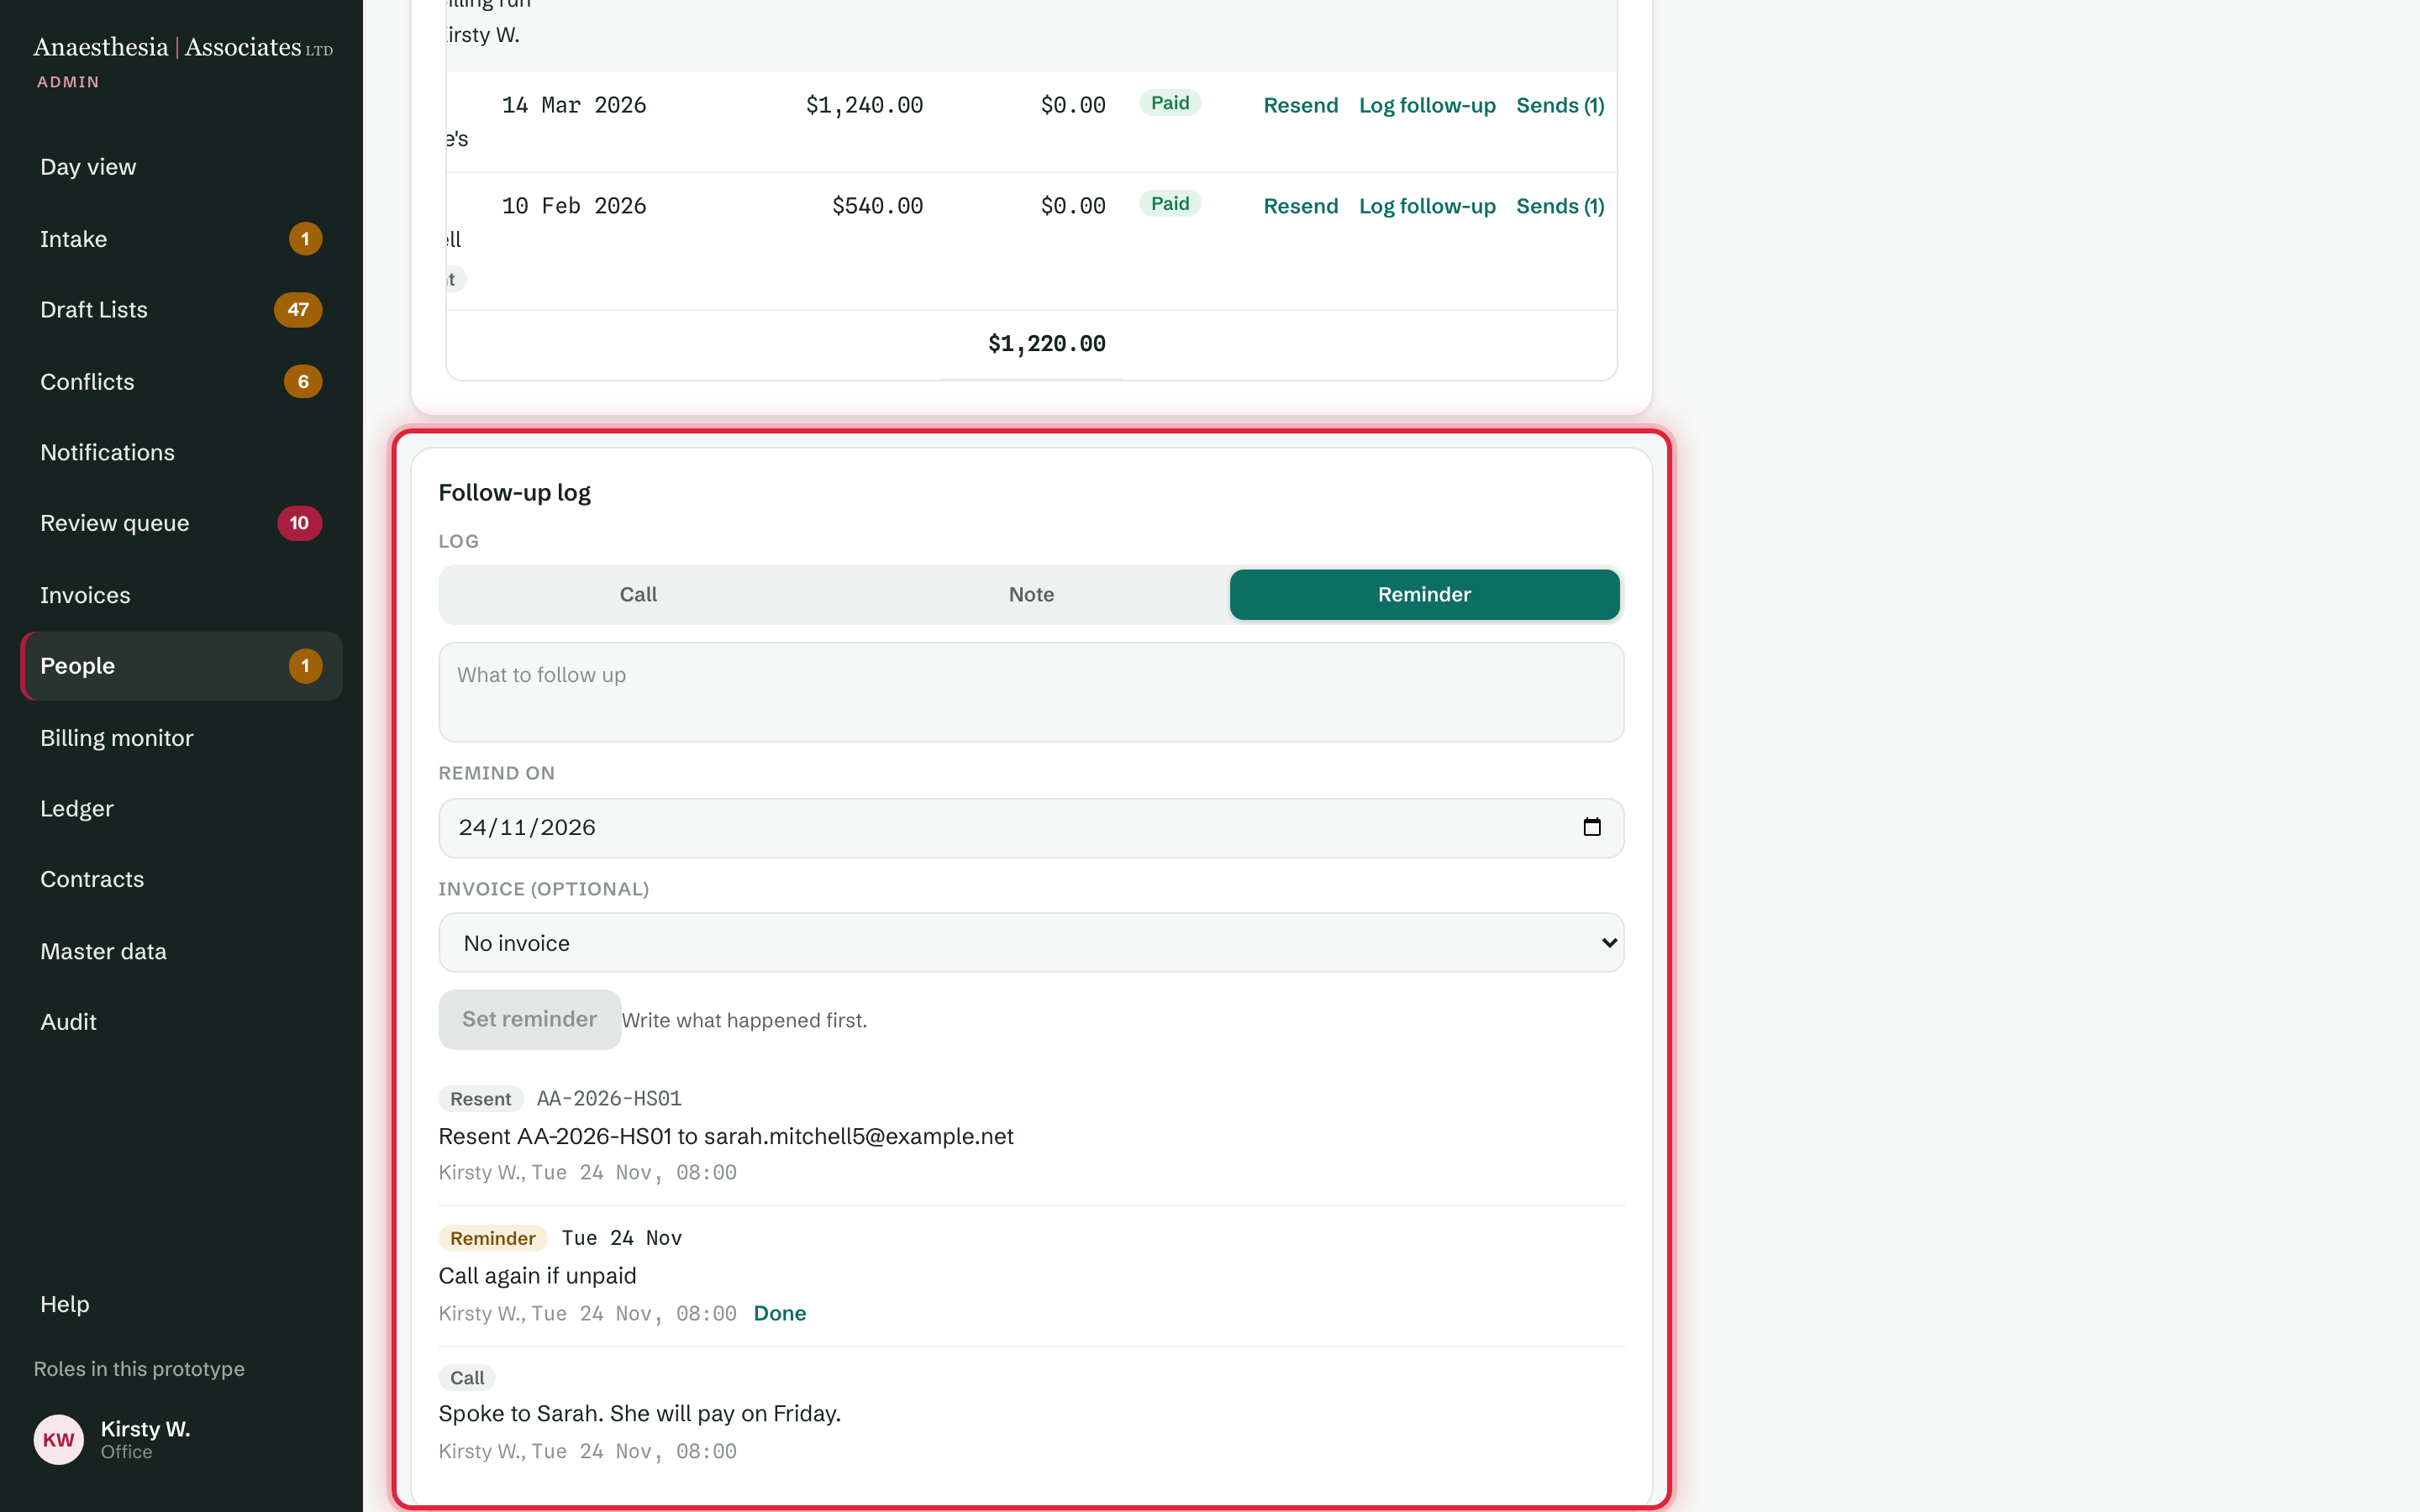 Anaesthesia | Associates LTD
ADMIN
Day view
Intake 1
Draft Lists 47
Conflicts 6
Notifications
Review queue 10
Invoices
People 1
Billing monitor
Ledger
Contracts
Master data
Audit
Help
Roles in this prototype
KW Kirsty W.
Office
run
W.
14 Mar 2026 $1,240.00 $0.00 Paid Resend Log follow-up Sends (1)
e's
10 Feb 2026 $540.00 $0.00 Paid Resend Log follow-up Sends (1)
ll
t
$1,220.00
Follow-up log
LOG
Call Note Reminder
What to follow up
REMIND ON
24/11/2026
INVOICE (OPTIONAL)
No invoice
Set reminder Write what happened first.
Resent AA-2026-HS01
Resent AA-2026-HS01 to sarah.mitchell5@example.net
Kirsty W., Tue 24 Nov, 08:00
Reminder Tue 24 Nov
Call again if unpaid
Kirsty W., Tue 24 Nov, 08:00 Done
Call
Spoke to Sarah. She will pay on Friday.
Kirsty W., Tue 24 Nov, 08:00